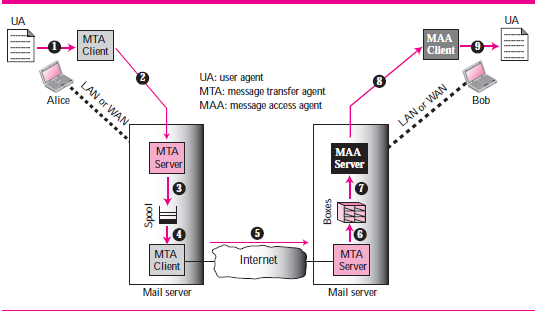 UA
1
MTA
Client
2
Alice
LAN or WAN
UA: user agent
MTA: message transfer agent
MAA: message access agent
UA
MAA
Client
9
8
LAN or WAN
Bob
MTA
Server
3
Spool
4
MTA
Client
Mail server
5
Internet
MAA
Server
7
Boxes
6
MTA
Server
Mail server